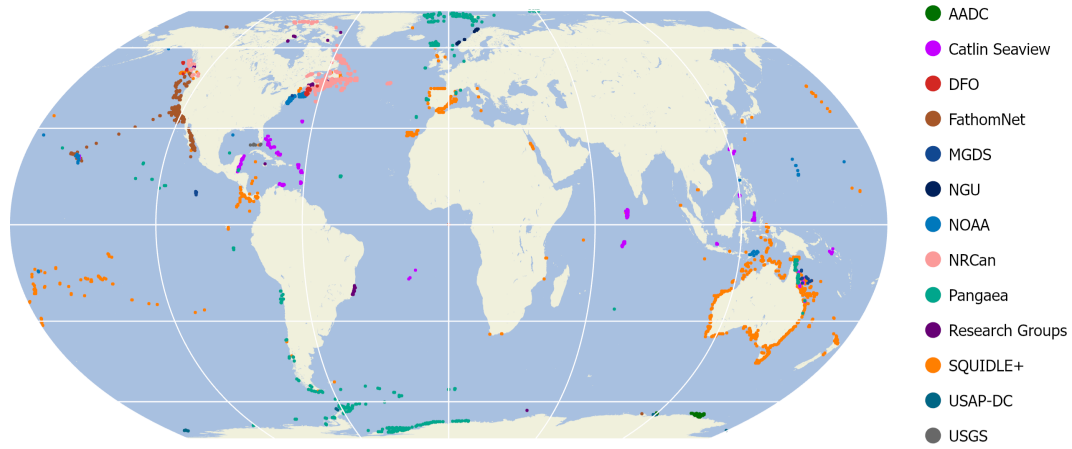 AADC
Catlin Seaview
DFO
FathomNet
MGDS
NGU
NOAA
NRCan
Pangaea
Research Groups
SQUIDLE+
USAP-DC
USGS